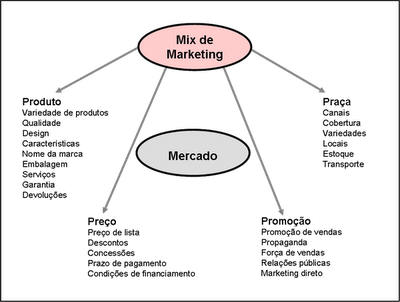 Mix de
Marketing
Produto
Variedade de produtos
Qualidade
Design
Características
Nome da marca
Embalagem
Serviços
Garantia
Devoluções
Praça
Canais
Cobertura
Variedades
Locais
Estoque
Transporte
Mercado
Preço
Preço de lista
Descontos
Concessões
Prazo de pagamento
Condições de financiamento
Promoção
Promoção de vendas
Propaganda
Força de vendas
Relações públicas
Marketing direto